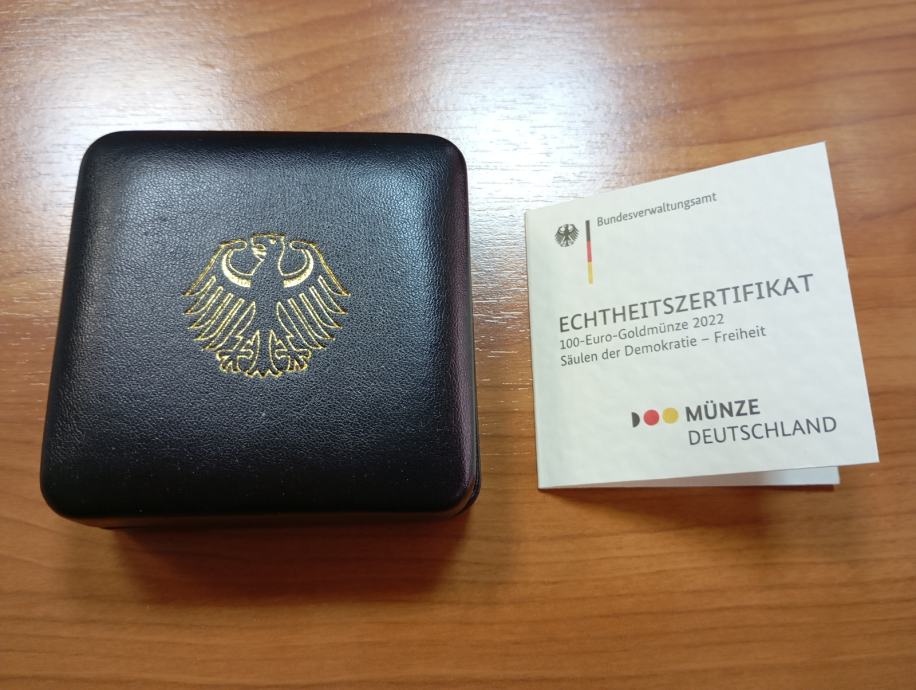 Bundesverwaltungsamt
ECHTHEITSZERTIFIKAT
100-Euro-Goldmünze 2022
Säulen der Demokratie – Freiheit
MÜNZE
DEUTSCHLAND